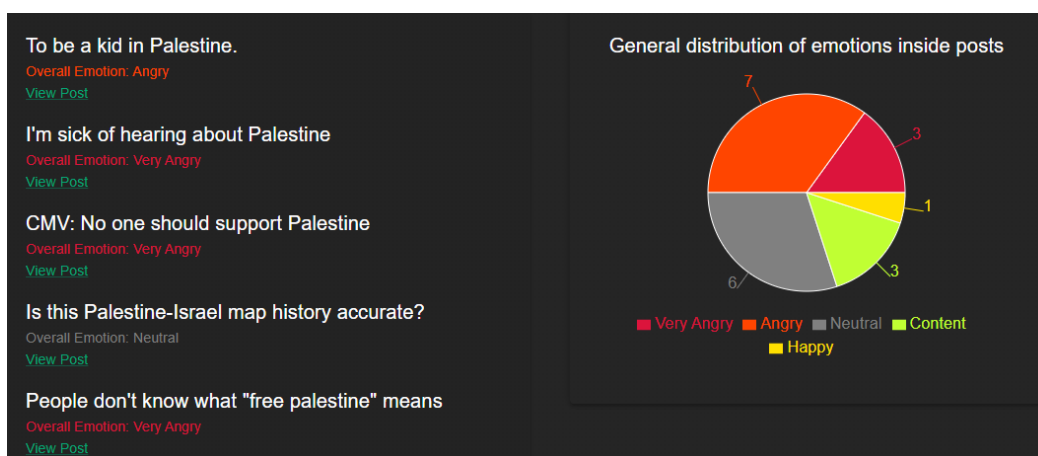 To be a kid in Palestine.
Overall Emotion: Angry
View Post
I'm sick of hearing about Palestine
Overall Emotion: Very Angry
View Post
CMV: No one should support Palestine
Overall Emotion: Very Angry
View Post
Is this Palestine-Israel map history accurate?
Overall Emotion: Neutral
View Post
People don't know what "free palestine" means
Overall Emotion: Very Angry
View Post
General distribution of emotions inside posts
7
3
1
3
6
Very Angry Angry Neutral Content
Happy